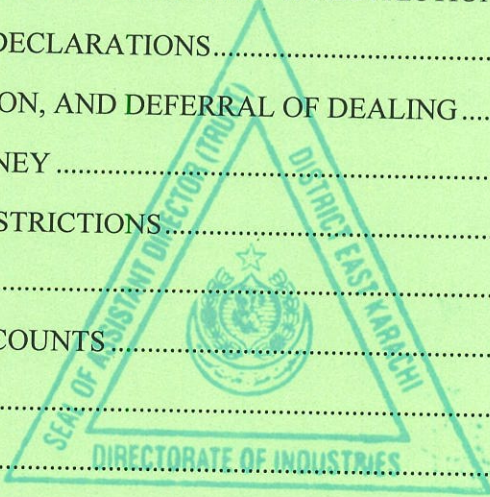 DECLARATIONS
ON, AND DEFERRAL OF DEALING
NEY
STRICTIONS
COUNTS
SEAL OF ASSISTANT DIRECTOR (TRUST)
DISTRICT EAST KARACHI
DIRECTORATE OF INDUSTRIES